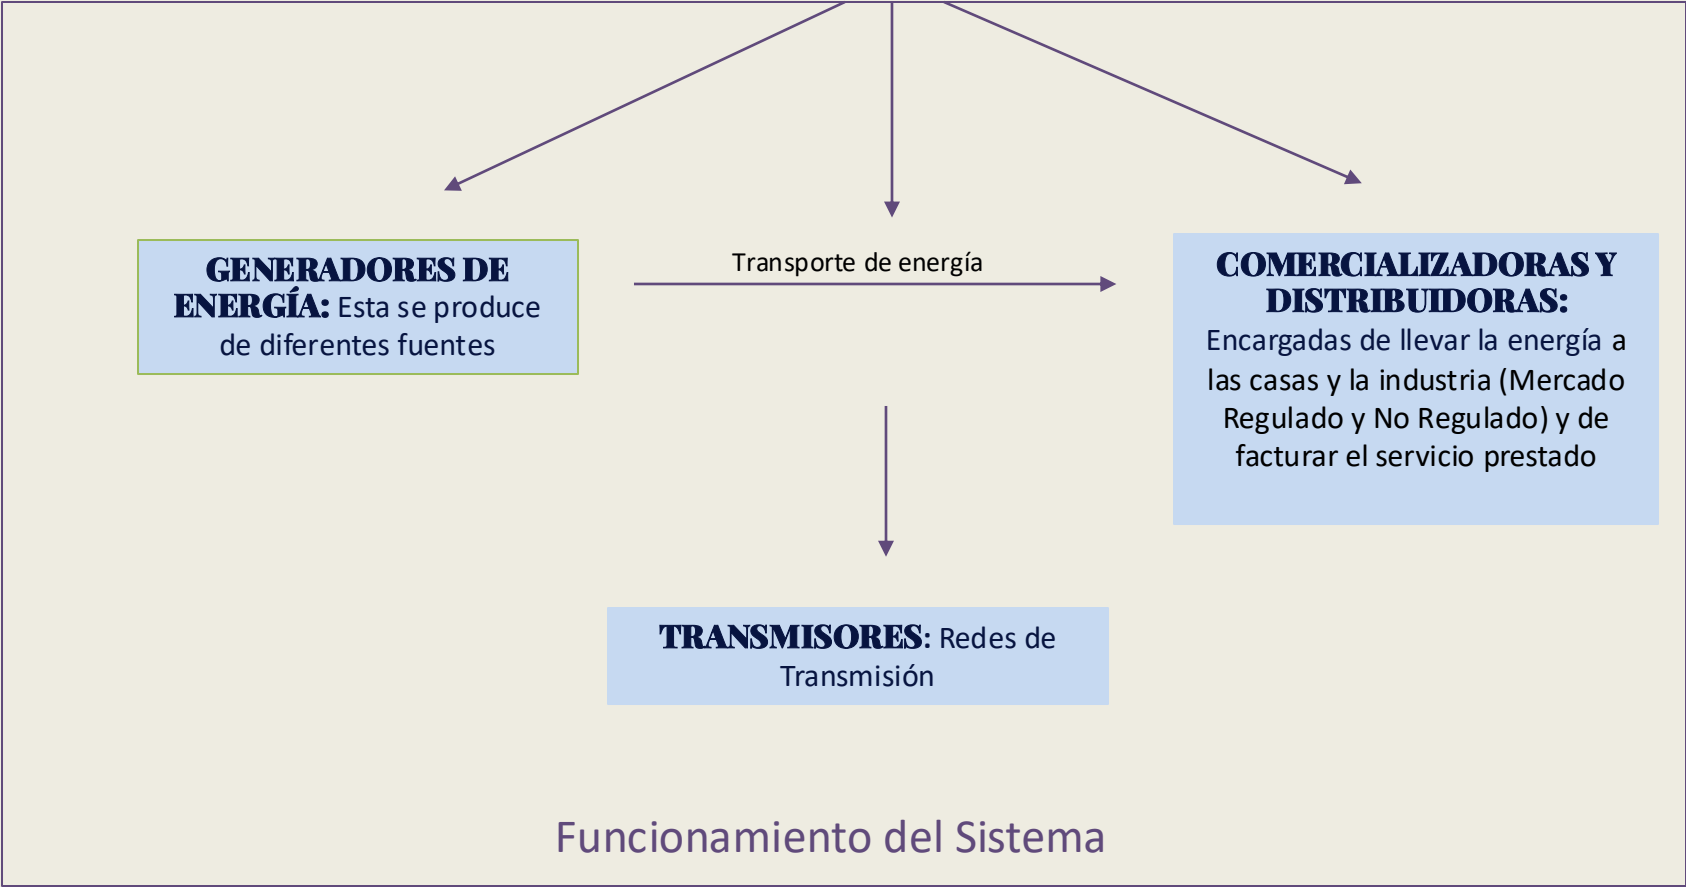 GENERADORES DE
ENERGÍA: Esta se produce
de diferentes fuentes
Transporte de energía
COMERCIALIZADORAS Y
DISTRIBUIDORAS:
Encargadas de llevar la energía a
las casas y la industria (Mercado
Regulado y No Regulado) y de
facturar el servicio prestado
TRANSMISORES: Redes de
Transmisión
Funcionamiento del Sistema